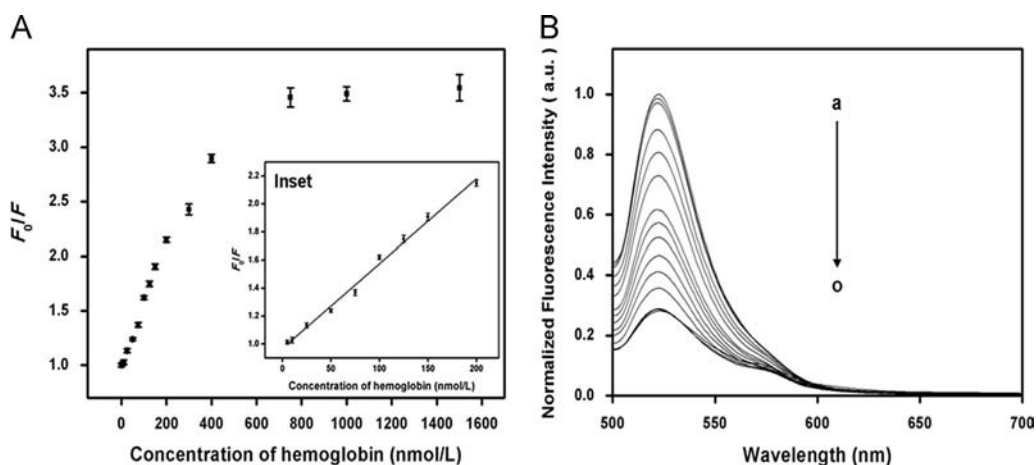 A
F₀/F
3.5
3.0
2.5
2.0
1.5
1.0
0 200 400 600 800 1000 1200 1400 1600
Concentration of hemoglobin (nmol/L)
Inset
F₀/F
2.2
2.0
1.8
1.6
1.4
1.2
1.0
0 50 100 150 200
Concentration of hemoglobin (nmol/L)
B
Normalized Fluorescence Intensity ( a.u. )
1.0
0.8
0.6
0.4
0.2
0.0
500 550 600 650 700
Wavelength (nm)
a
o